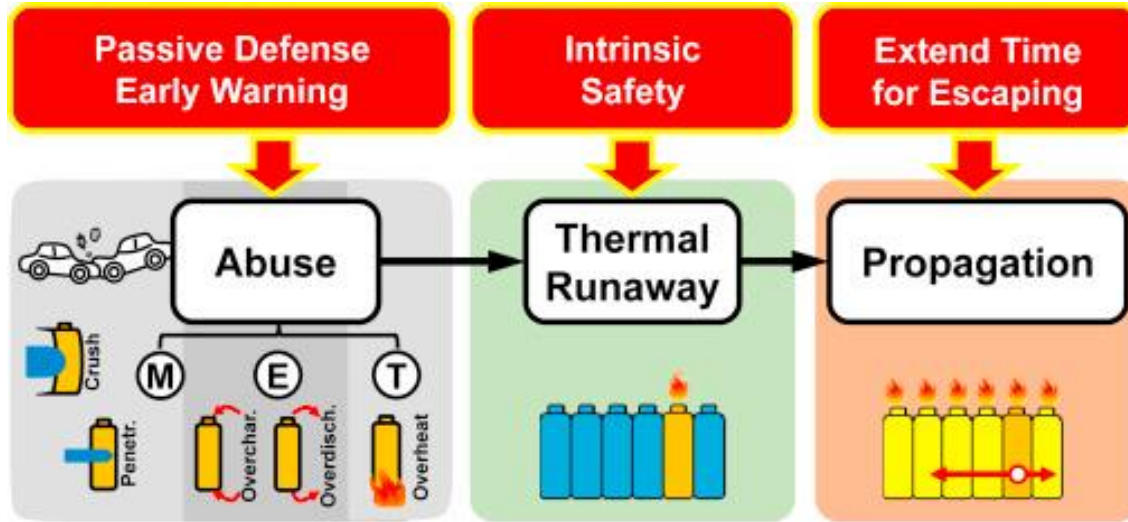 Passive Defense
Early Warning
Intrinsic
Safety
Extend Time
for Escaping
Abuse
Thermal
Runaway
Propagation
M
E
T
Crush
Penetr.
Overchar.
Overdisch.
Overheat